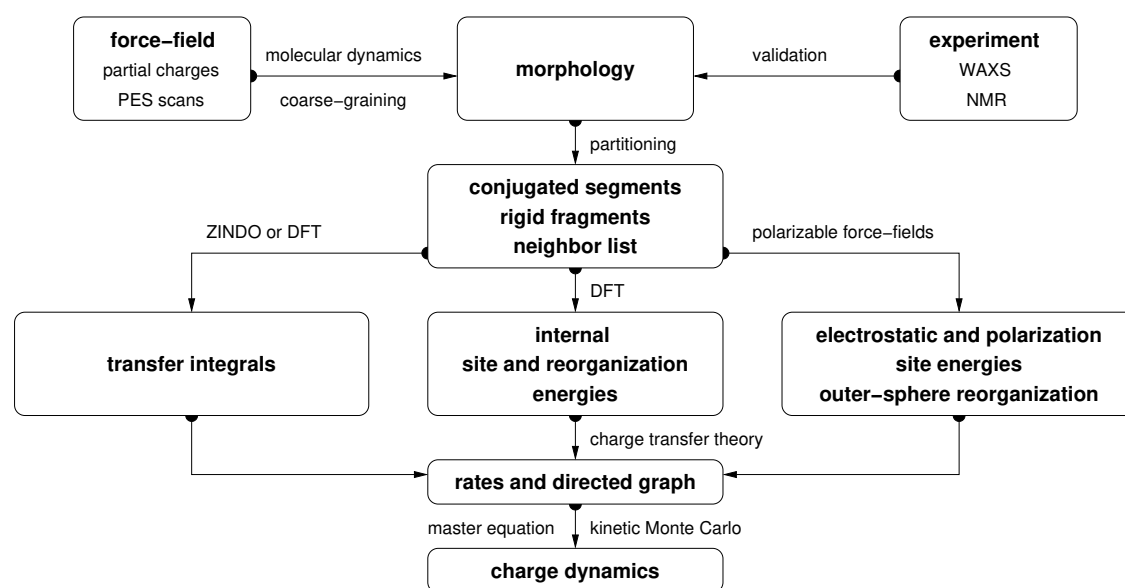 force−field
partial charges
PES scans
molecular dynamics
coarse−graining
morphology
validation
experiment
WAXS
NMR
partitioning
conjugated segments
rigid fragments
neighbor list
ZINDO or DFT
polarizable force−fields
DFT
transfer integrals
internal
site and reorganization
energies
electrostatic and polarization
site energies
outer−sphere reorganization
charge transfer theory
rates and directed graph
master equation
kinetic Monte Carlo
charge dynamics